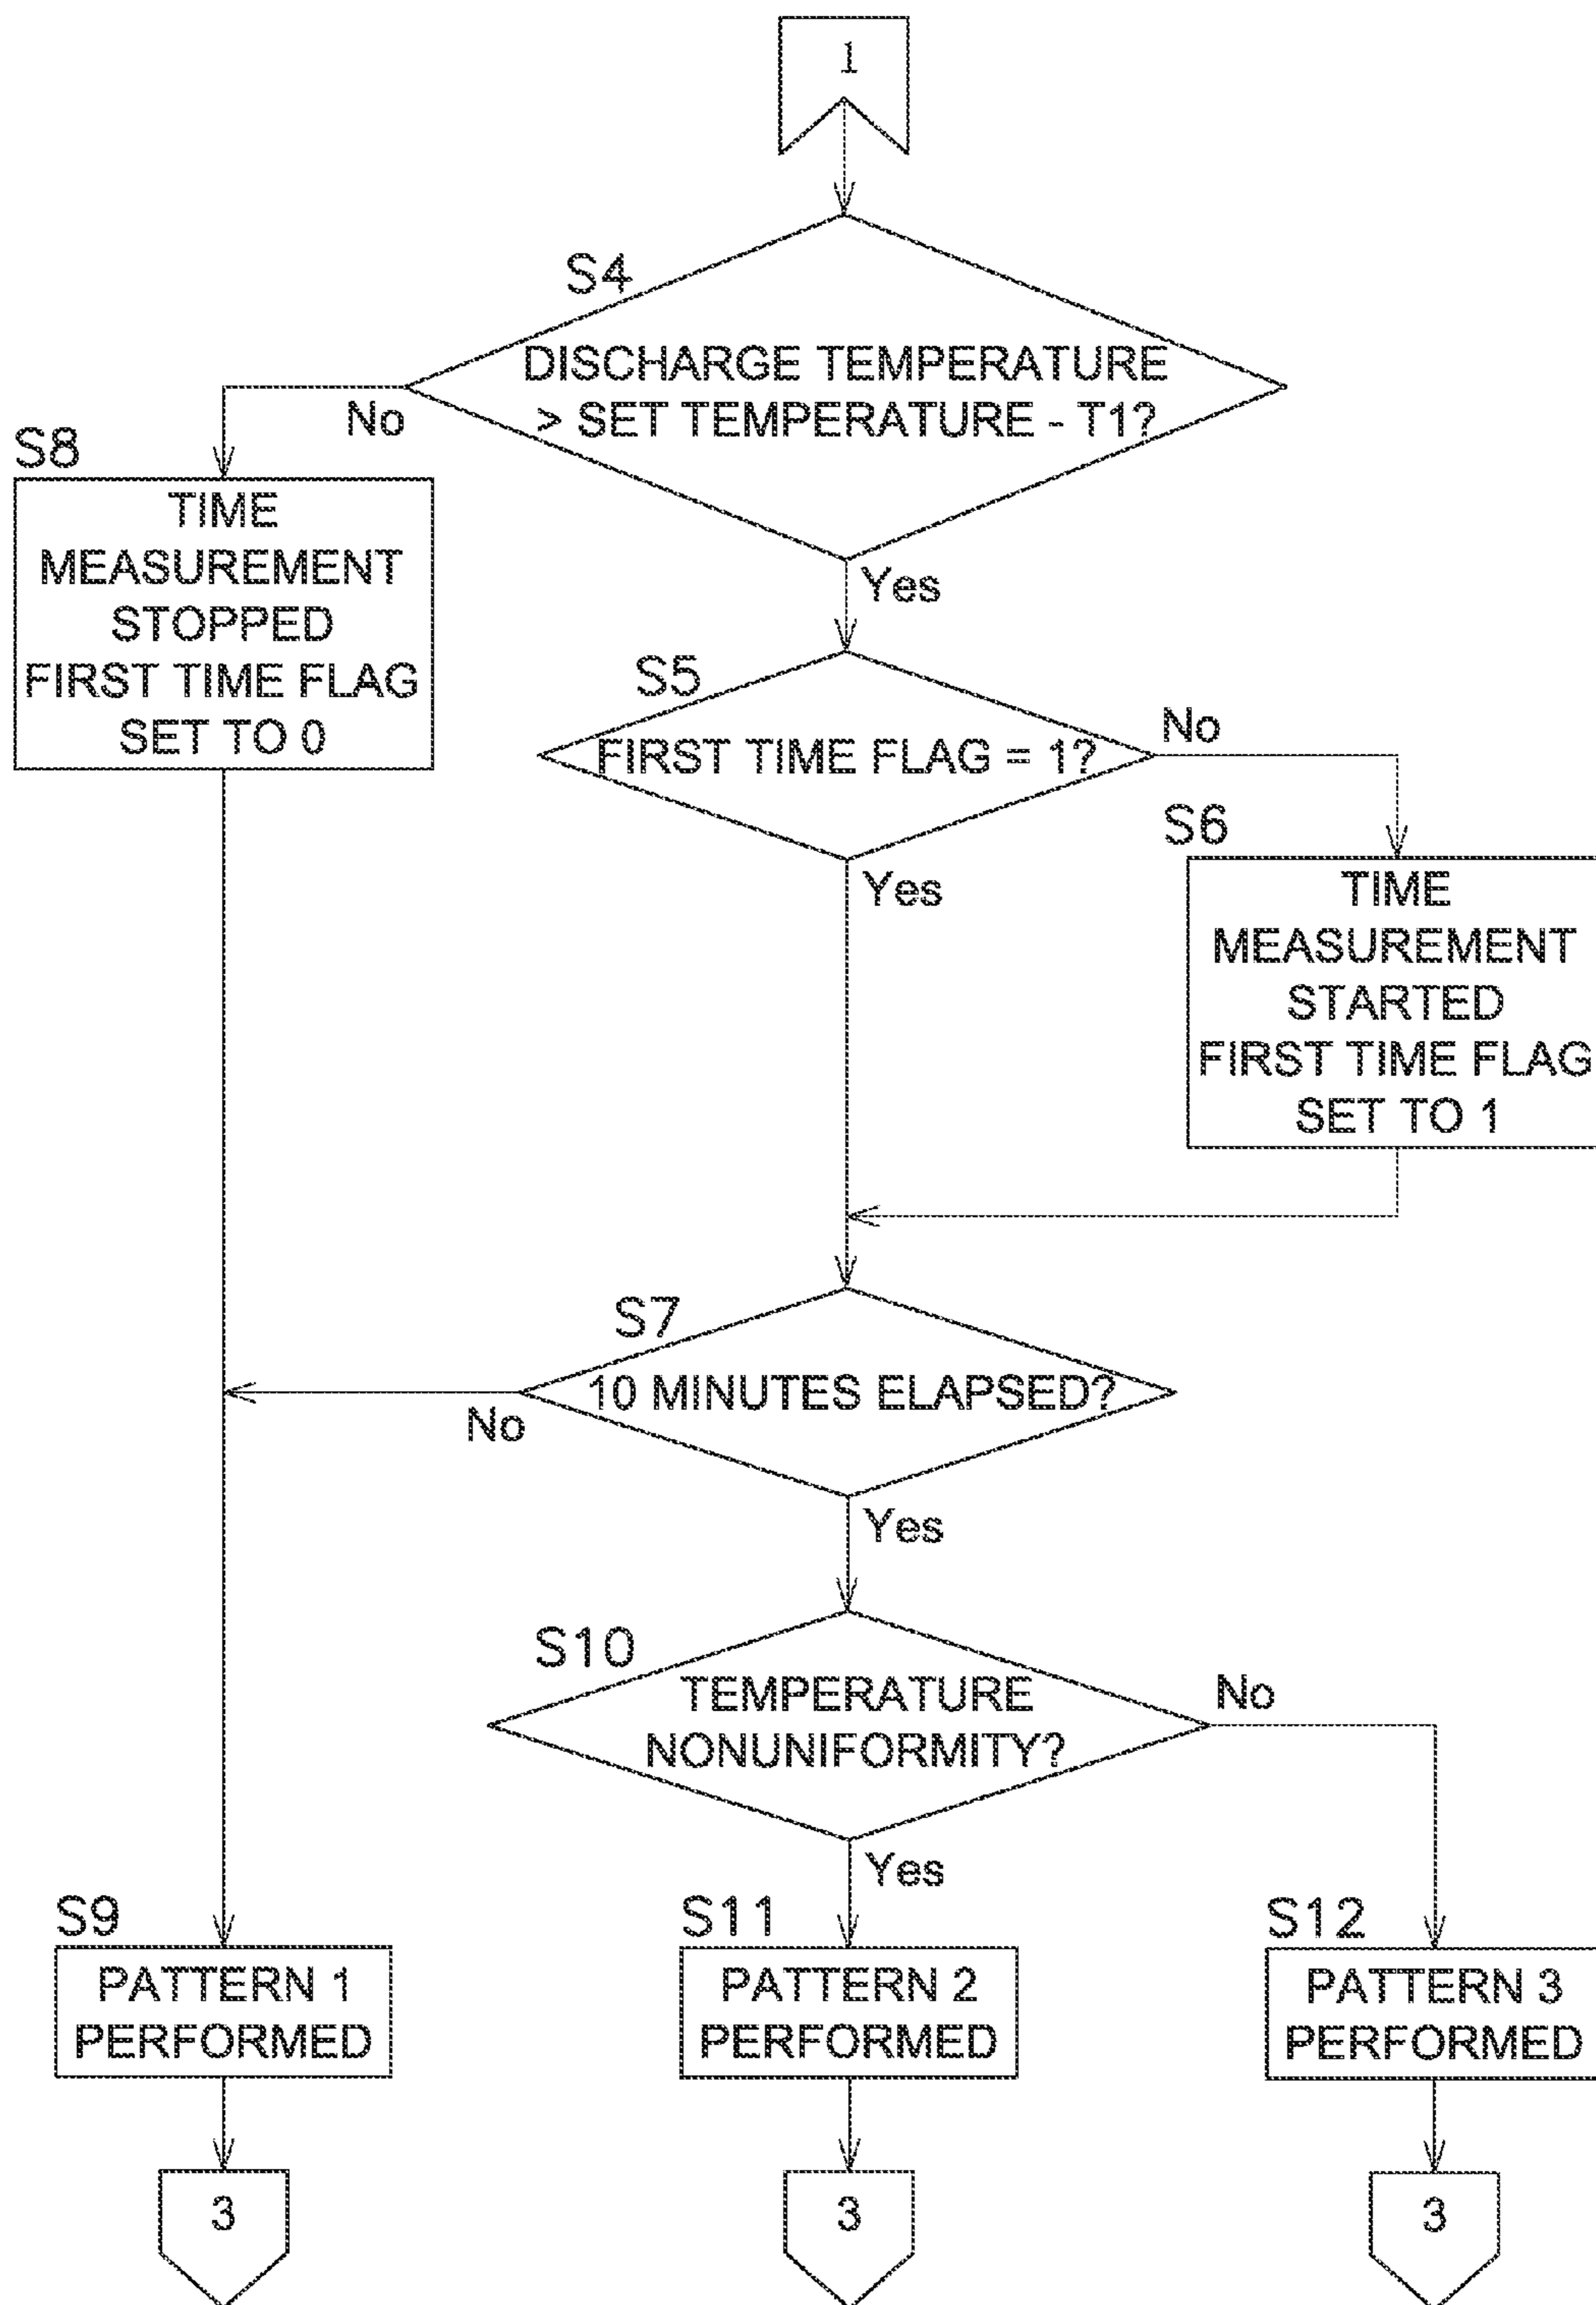 1
S4
DISCHARGE TEMPERATURE
> SET TEMPERATURE - T1?
No
Yes
S8
TIME
MEASUREMENT
STOPPED
FIRST TIME FLAG
SET TO 0
S5
FIRST TIME FLAG = 1?
No
Yes
S6
TIME
MEASUREMENT
STARTED
FIRST TIME FLAG
SET TO 1
S7
10 MINUTES ELAPSED?
No
Yes
S10
TEMPERATURE
NONUNIFORMITY?
No
Yes
S9
PATTERN 1
PERFORMED
S11
PATTERN 2
PERFORMED
S12
PATTERN 3
PERFORMED
3
3
3